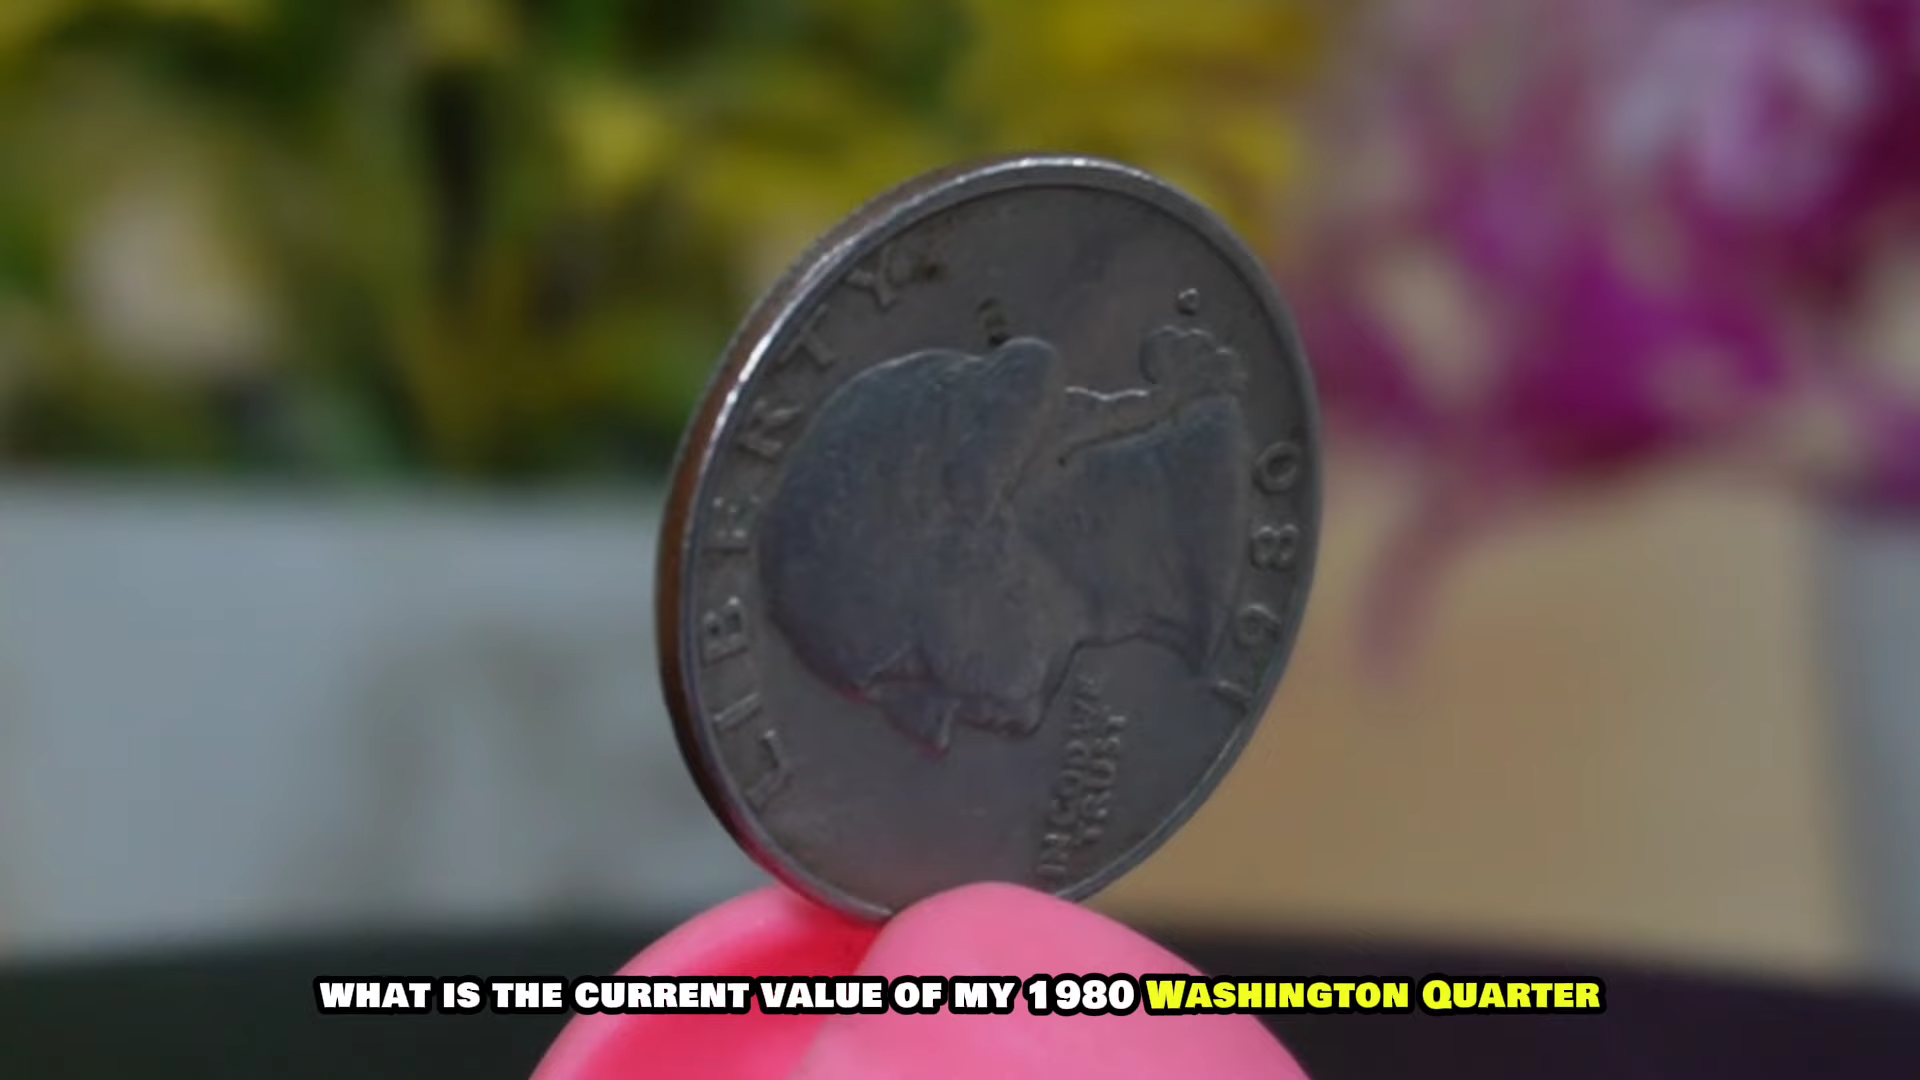 LIBERTY
IN GOD WE
TRUST
1980
WHAT IS THE CURRENT VALUE OF MY 1980 WASHINGTON QUARTER